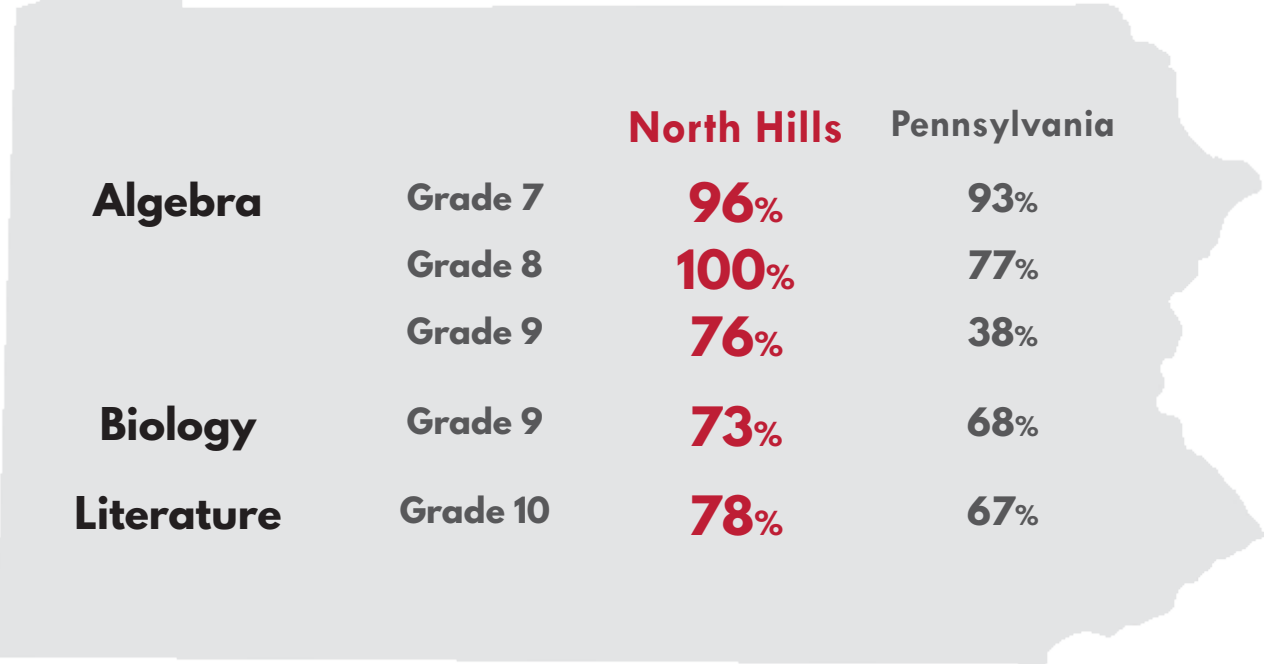 North Hills Pennsylvania
Algebra Grade 7 96% 93%
Grade 8 100% 77%
Grade 9 76% 38%
Biology Grade 9 73% 68%
Literature Grade 10 78% 67%